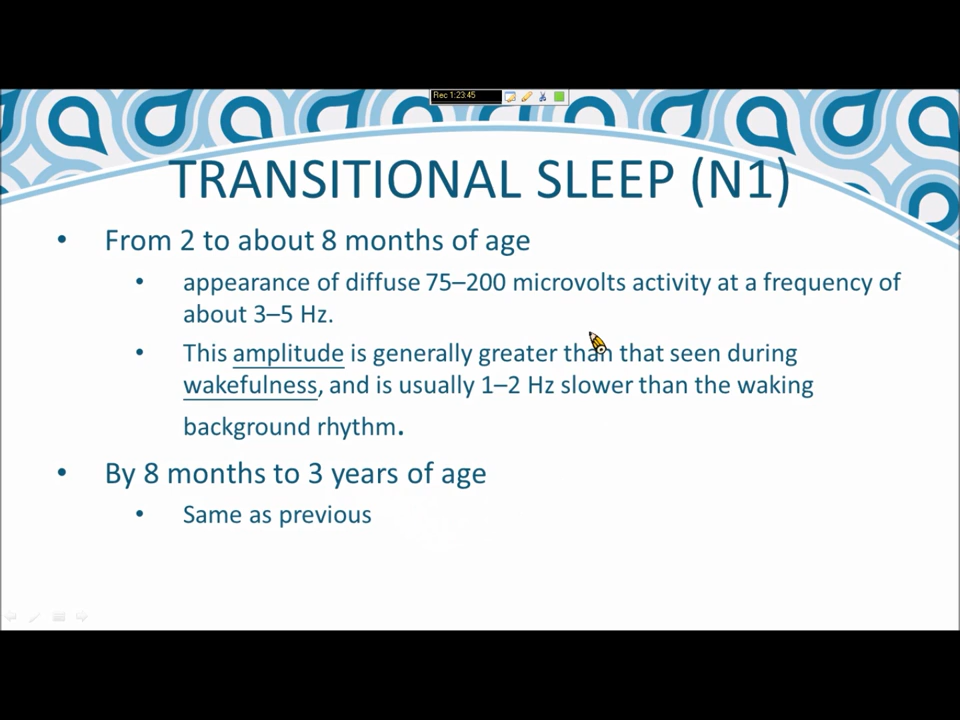 Rec 1:23:45
TRANSITIONAL SLEEP (N1)
• From 2 to about 8 months of age
• appearance of diffuse 75–200 microvolts activity at a frequency of
about 3–5 Hz.
• This amplitude is generally greater than that seen during
wakefulness, and is usually 1–2 Hz slower than the waking
background rhythm.
• By 8 months to 3 years of age
• Same as previous